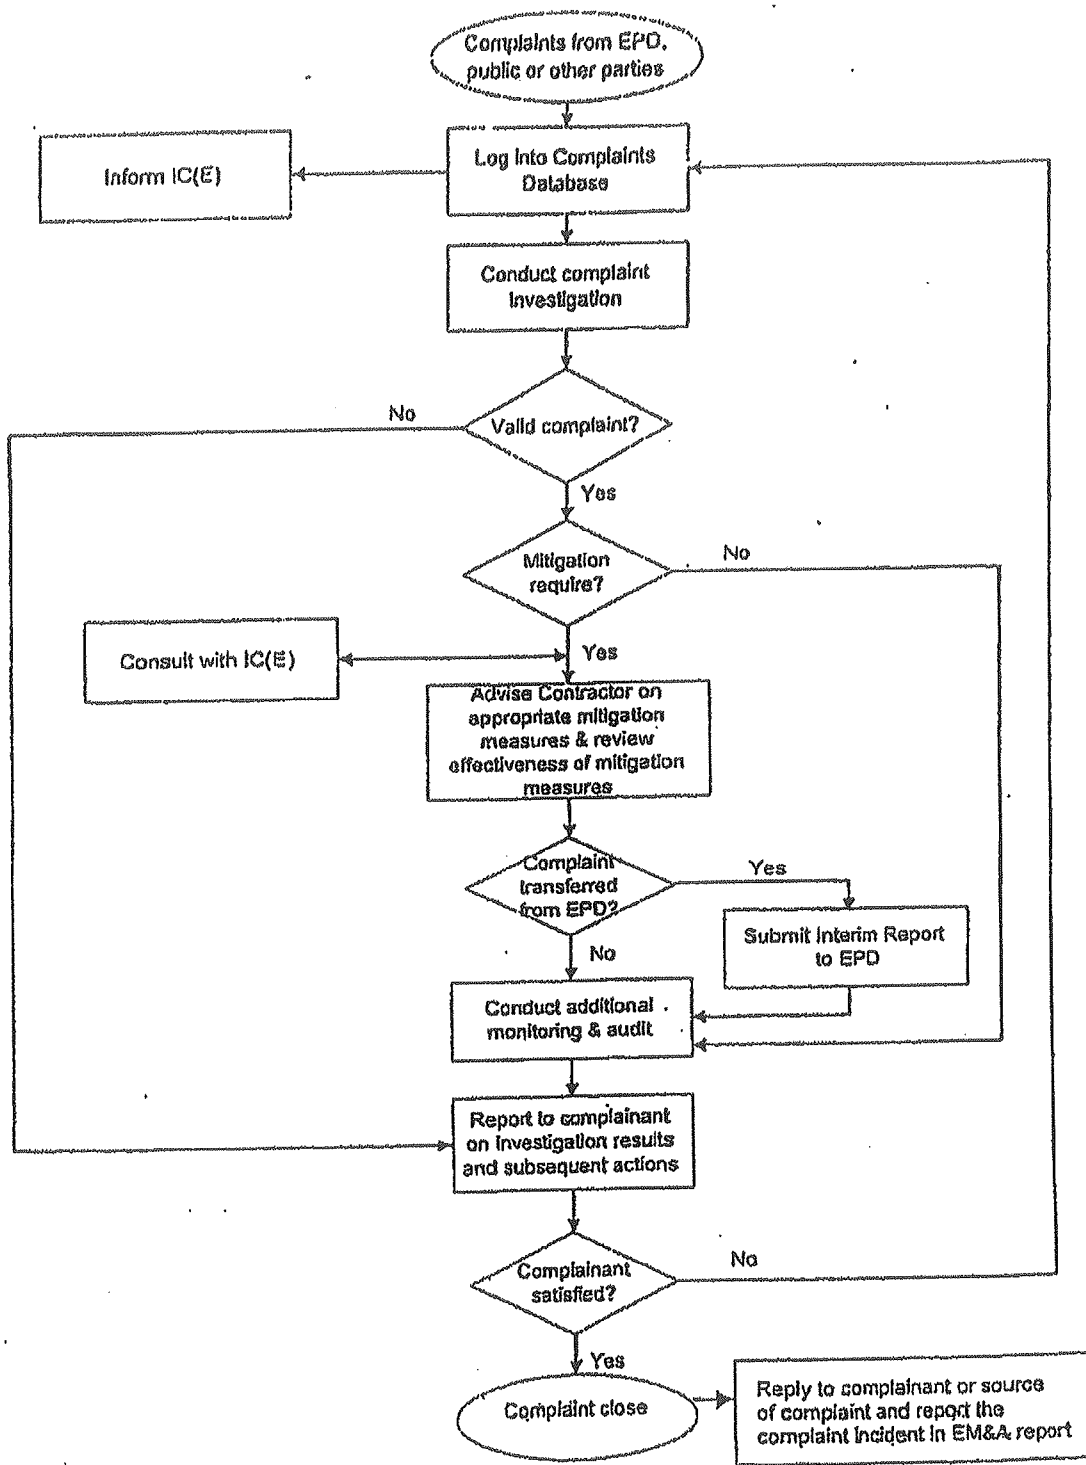 Complaints from EPD,
public or other parties
Inform IC(E)
Log into Complaints
Database
Conduct complaint
Investigation
No
Valid complaint?
Yes
Mitigation
require?
No
Consult with IC(E)
Yes
Advise Contractor on
appropriate mitigation
measures & review
effectiveness of mitigation
measures
Complaint
transferred
from EPD?
Yes
Submit Interim Report
to EPD
No
Conduct additional
monitoring & audit
Report to complainant
on investigation results
and subsequent actions
Complainant
satisfied?
No
Yes
Complaint close
Reply to complainant or source
of complaint and report the
complaint incident in EM&A report